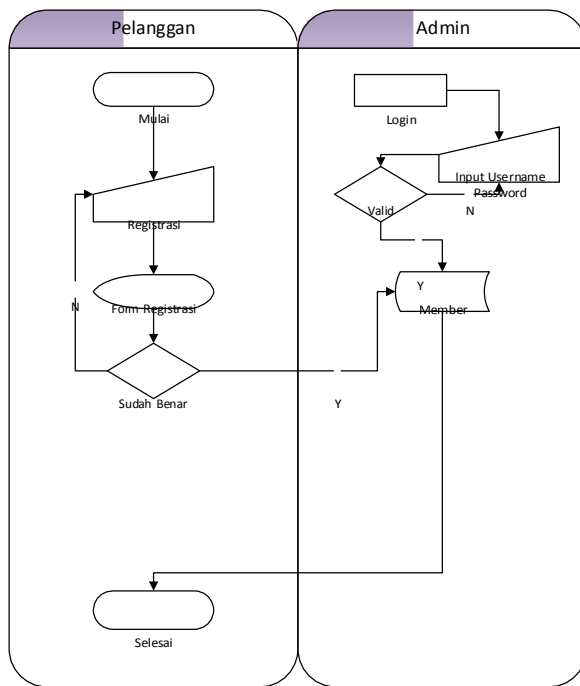 Pelanggan
Admin
Mulai
Login
Input Username
Password
Valid
N
Registrasi
Y
N
Form Registrasi
Member
Sudah Benar
Y
Selesai